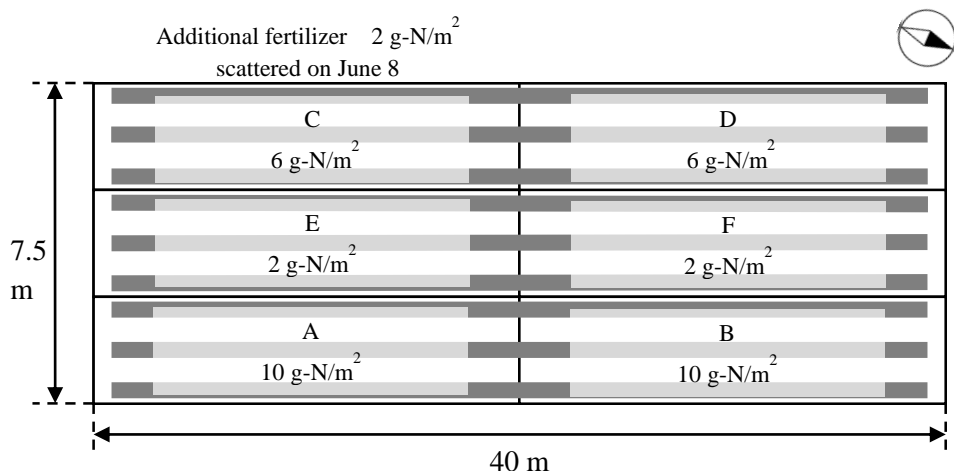 Additional fertilizer 2 g-N/m²
scattered on June 8
C
6 g-N/m²
D
6 g-N/m²
E
2 g-N/m²
F
2 g-N/m²
7.5
m
A
10 g-N/m²
B
10 g-N/m²
40 m